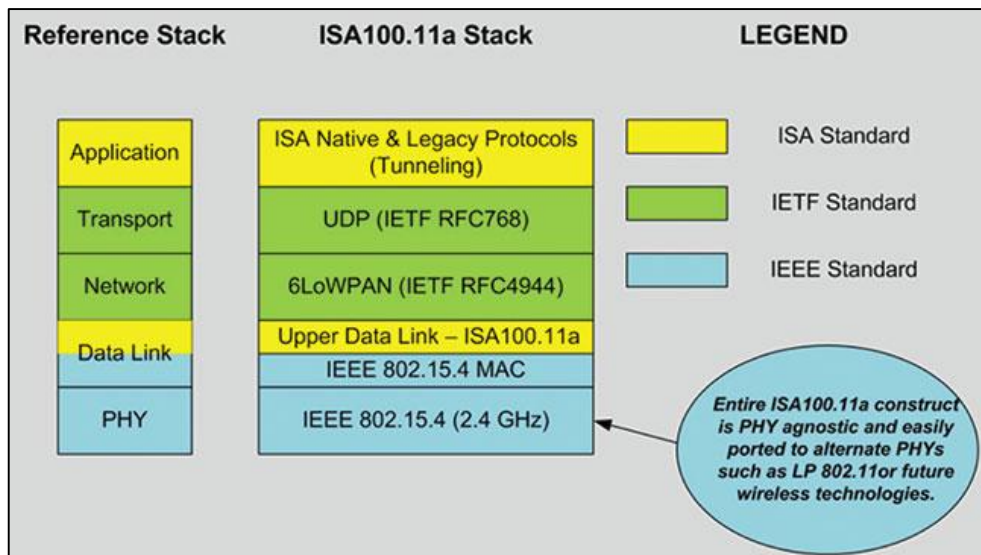 Reference Stack
ISA100.11a Stack
LEGEND
Application
Transport
Network
Data Link
PHY
ISA Native & Legacy Protocols
(Tunneling)
UDP (IETF RFC768)
6LoWPAN (IETF RFC4944)
Upper Data Link – ISA100.11a
IEEE 802.15.4 MAC
IEEE 802.15.4 (2.4 GHz)
ISA Standard
IETF Standard
IEEE Standard
Entire ISA100.11a construct
is PHY agnostic and easily
ported to alternate PHYs
such as LP 802.11or future
wireless technologies.